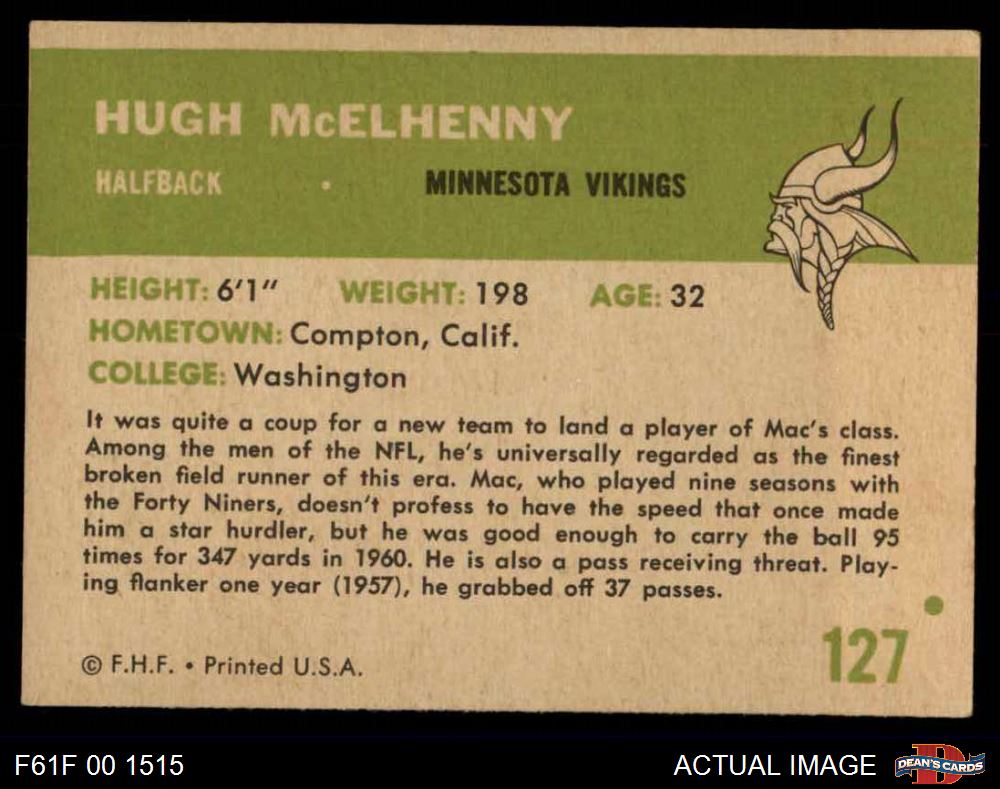 HUGH McELHENNY
HALFBACK • MINNESOTA VIKINGS
HEIGHT: 6'1" WEIGHT: 198 AGE: 32
HOMETOWN: Compton, Calif.
COLLEGE: Washington
It was quite a coup for a new team to land a player of Mac's class.
Among the men of the NFL, he's universally regarded as the finest
broken field runner of this era. Mac, who played nine seasons with
the Forty Niners, doesn't profess to have the speed that once made
him a star hurdler, but he was good enough to carry the ball 95
times for 347 yards in 1960. He is also a pass receiving threat. Play-
ing flanker one year (1957), he grabbed off 37 passes.
127
© F.H.F. • Printed U.S.A.
F61F 00 1515 ACTUAL IMAGE D DEAN'S CARDS